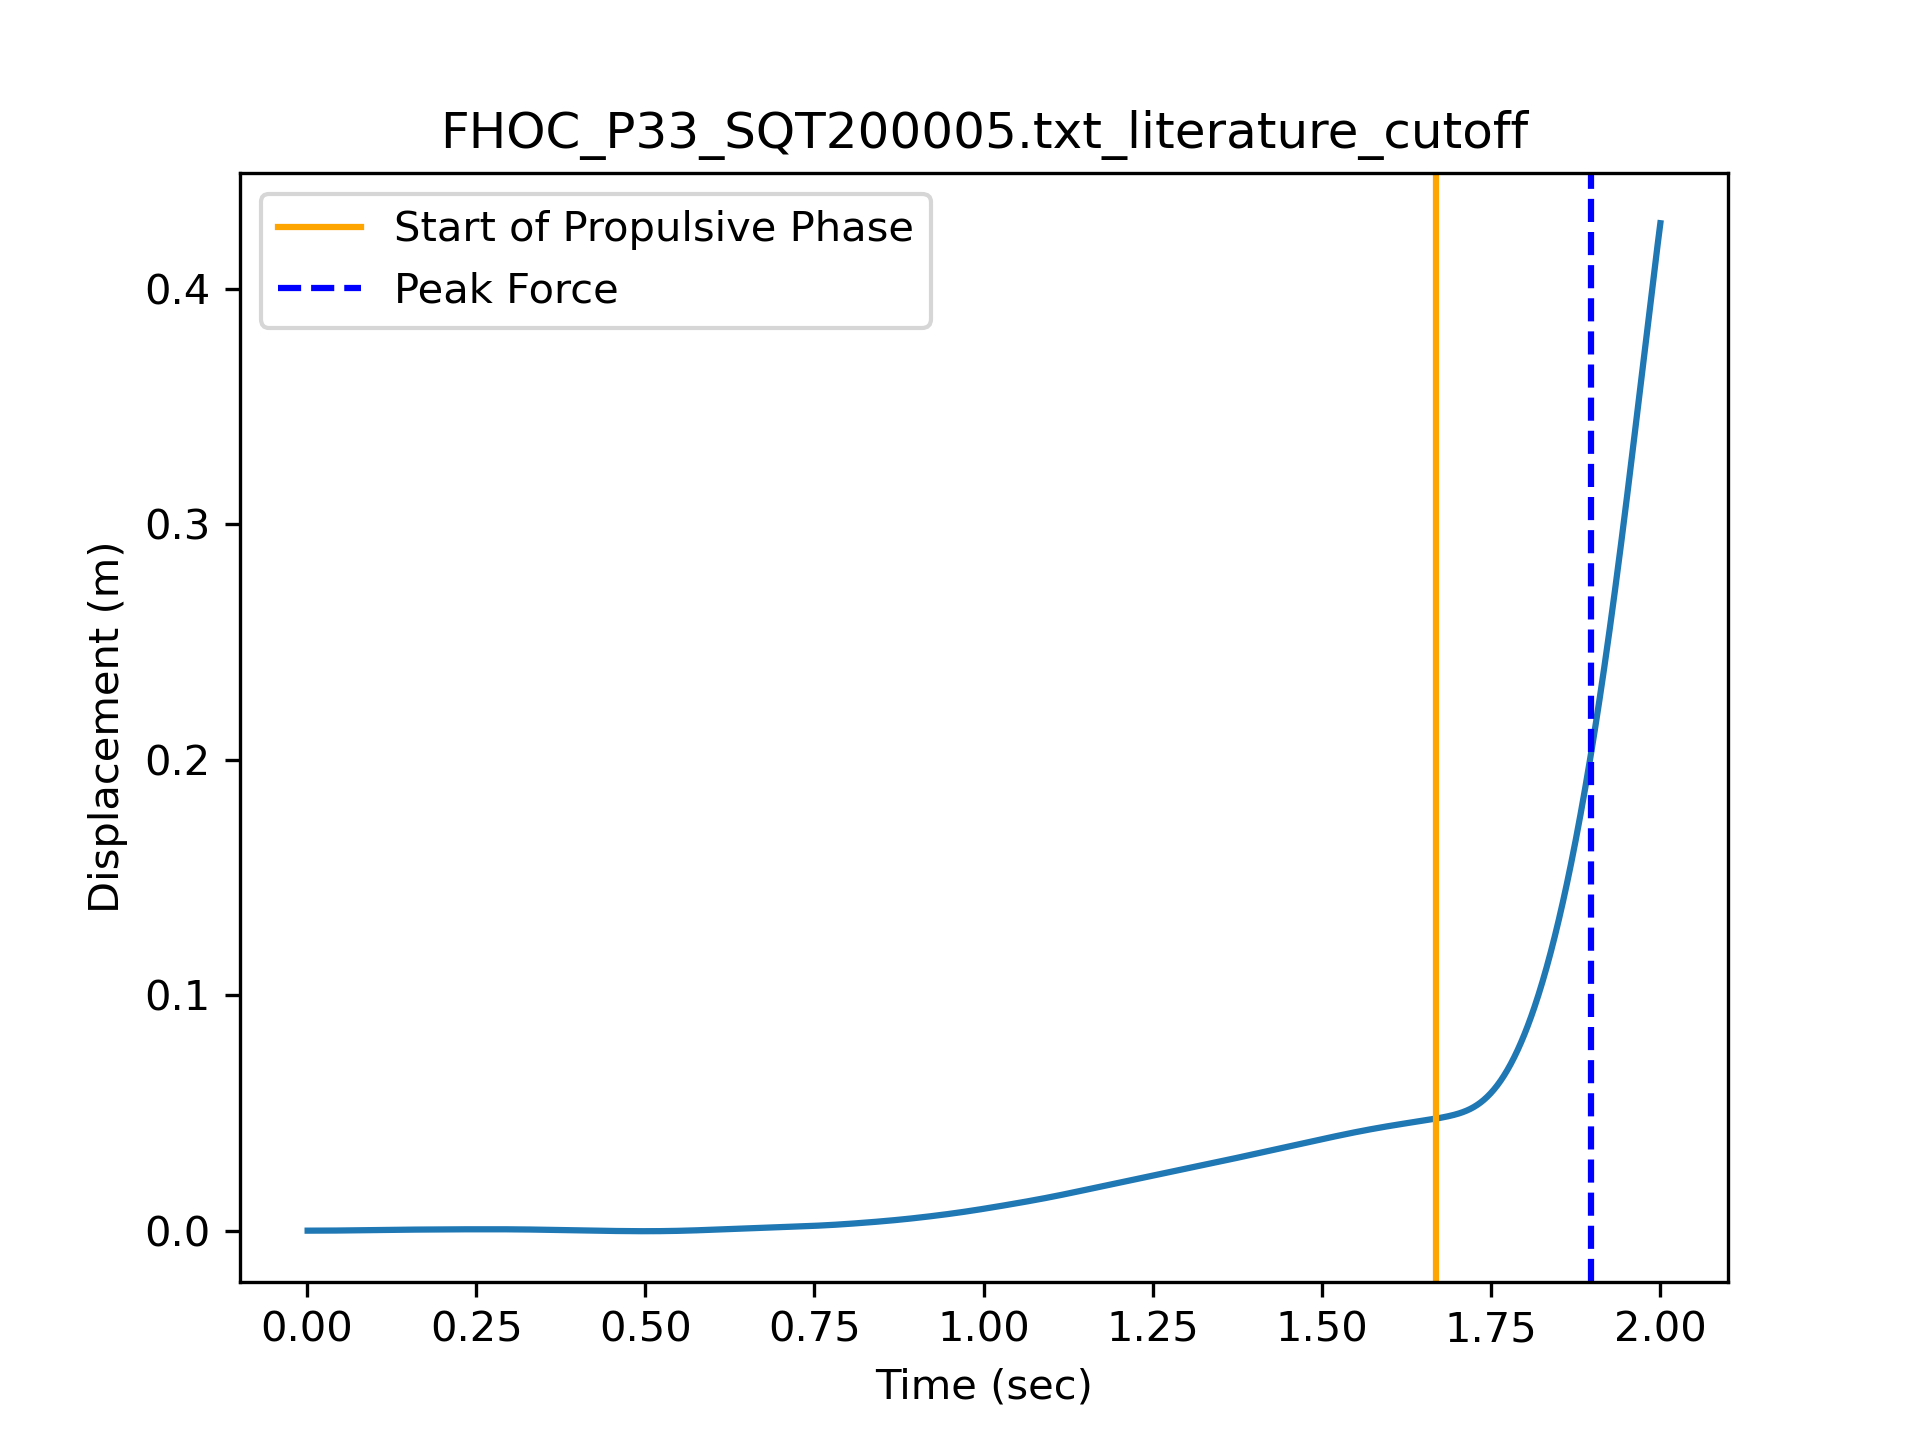 FHOC_P33_SQT200005.txt_literature_cutoff
Start of Propulsive Phase
Peak Force
Displacement (m)
0.4
0.3
0.2
0.1
0.0
0.00 0.25 0.50 0.75 1.00 1.25 1.50 1.75 2.00
Time (sec)